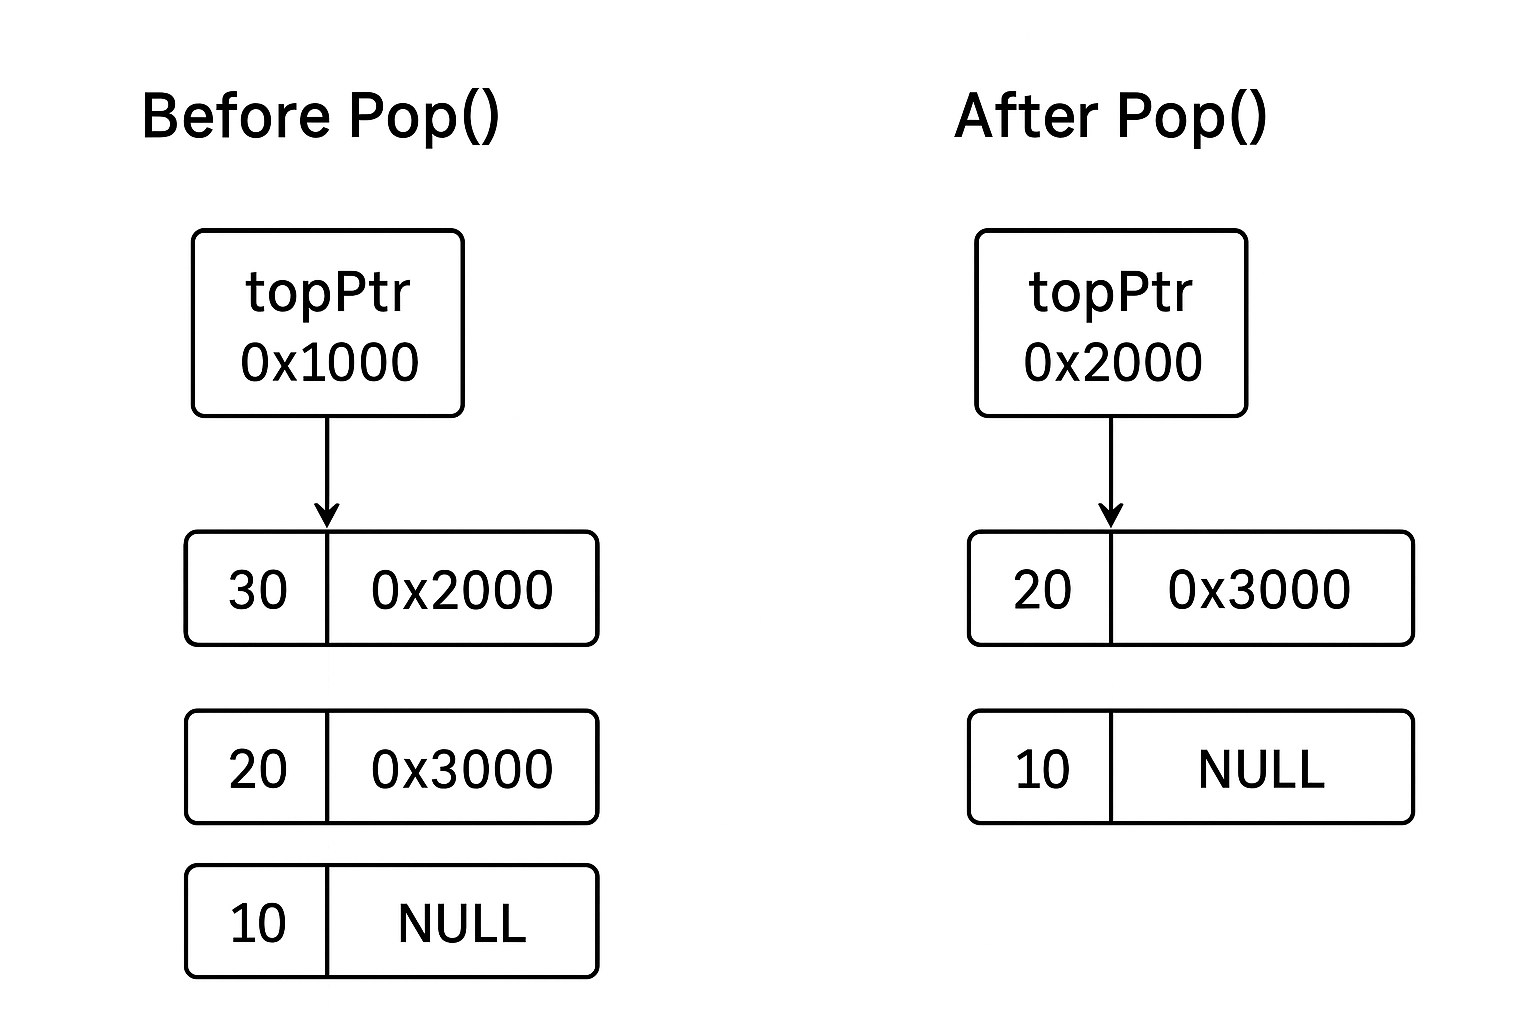 Before Pop()
topPtr
0x1000
30 0x2000
20 0x3000
10 NULL
After Pop()
topPtr
0x2000
20 0x3000
10 NULL